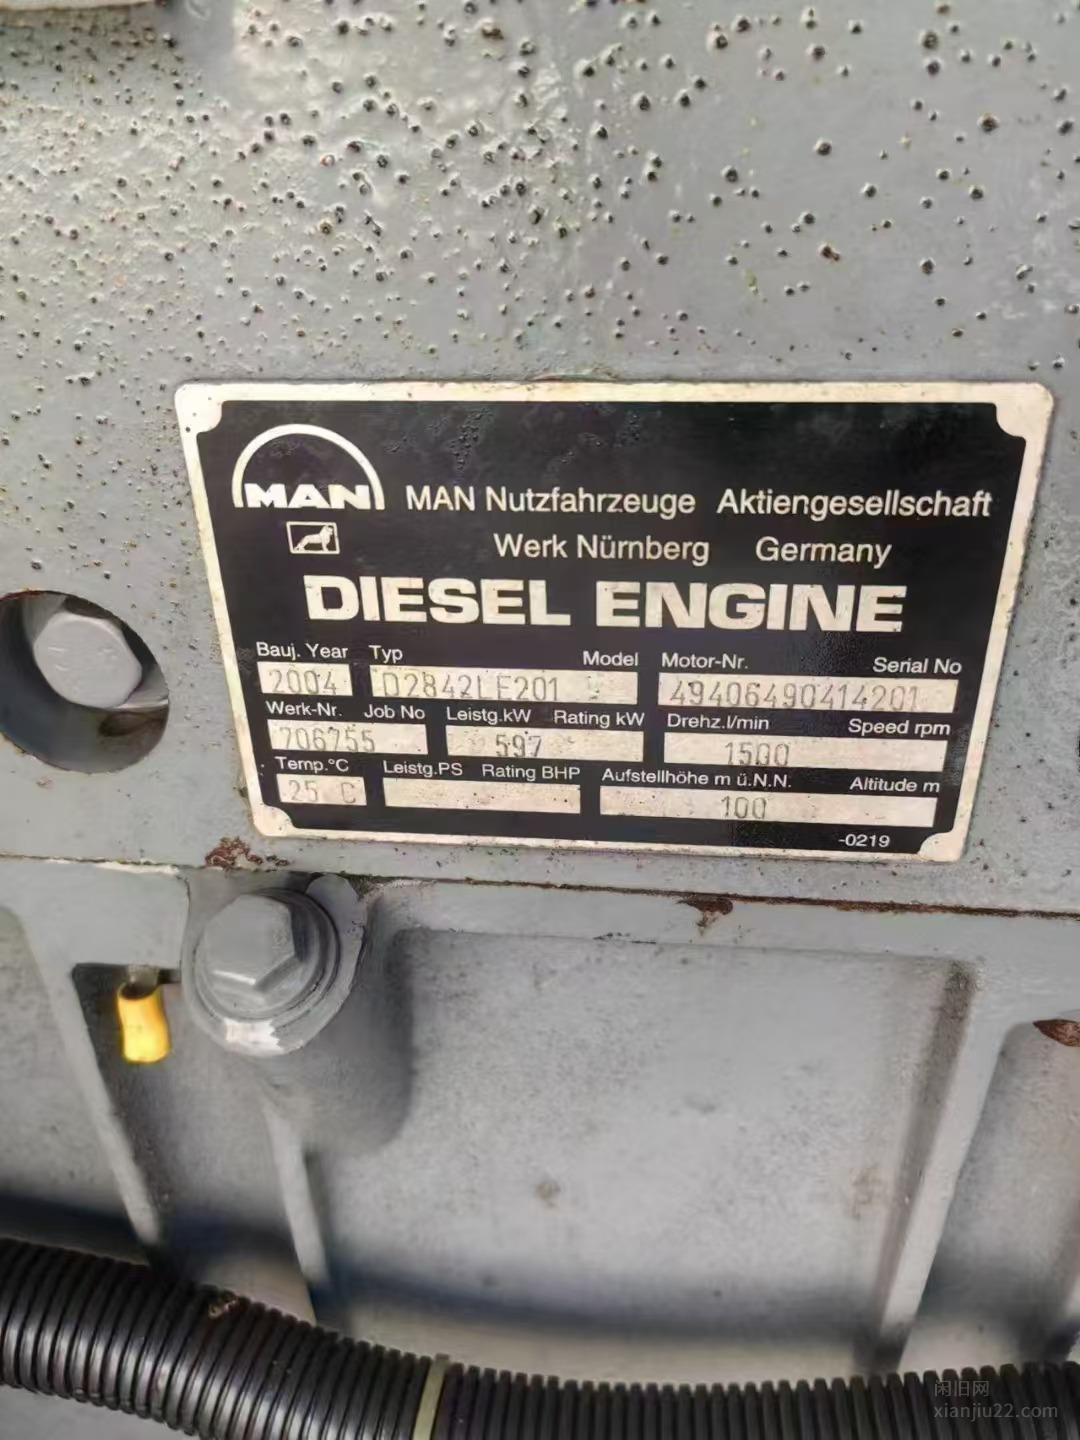 MAN
MAN Nutzfahrzeuge Aktiengesellschaft
Werk Nürnberg Germany
DIESEL ENGINE
Bauj. Year Typ Model Motor-Nr. Serial No
2004 D2842LE201 49406490414201
Werk-Nr. Job No Leistg.kW Rating kW Drehz.I/min Speed rpm
706755 597 1500
Temp.°C Leistg.PS Rating BHP Aufstellhöhe m ü.N.N. Altitude m
25 C 100
-0219
闲旧网
xianjiu22.com